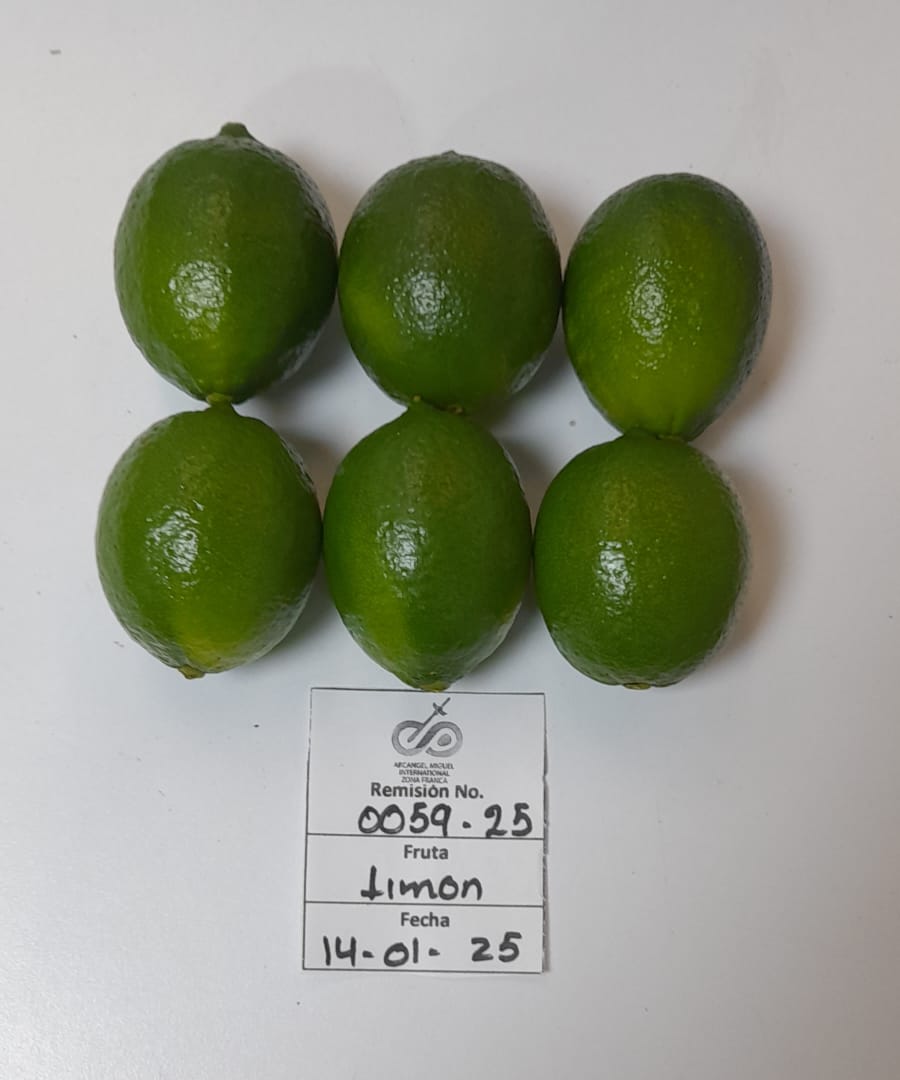 ARCANGEL MIGUEL
INTERNATIONAL
ZONA FRANCA
Remisión No.
0059-25
Fruta
Limon
Fecha
14-01-25